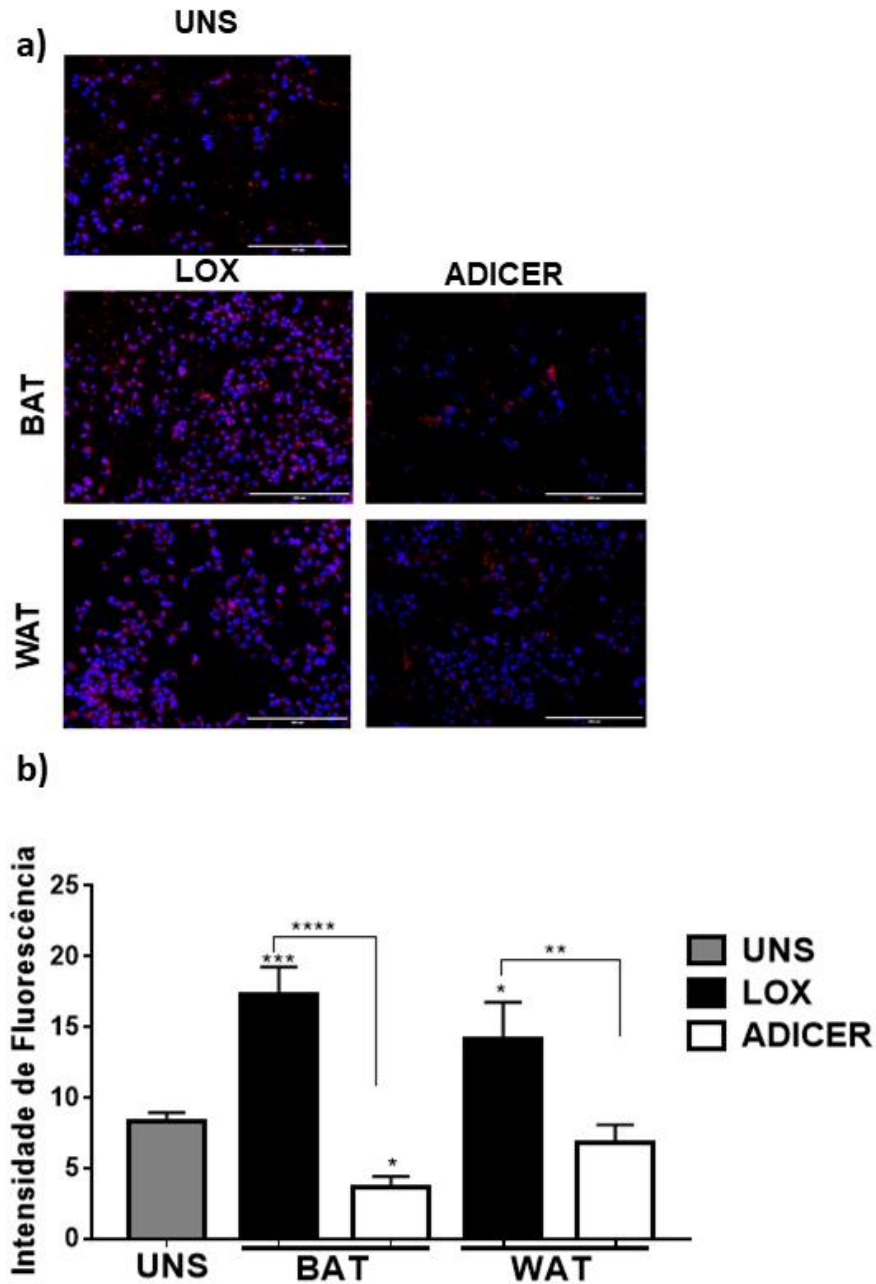 UNS
a)
LOX ADICER
BAT
WAT
b)
Intensidade de Fluorescência
25
20
15
10
5
0
****
***
*
*
**
UNS
LOX
ADICER
UNS BAT WAT